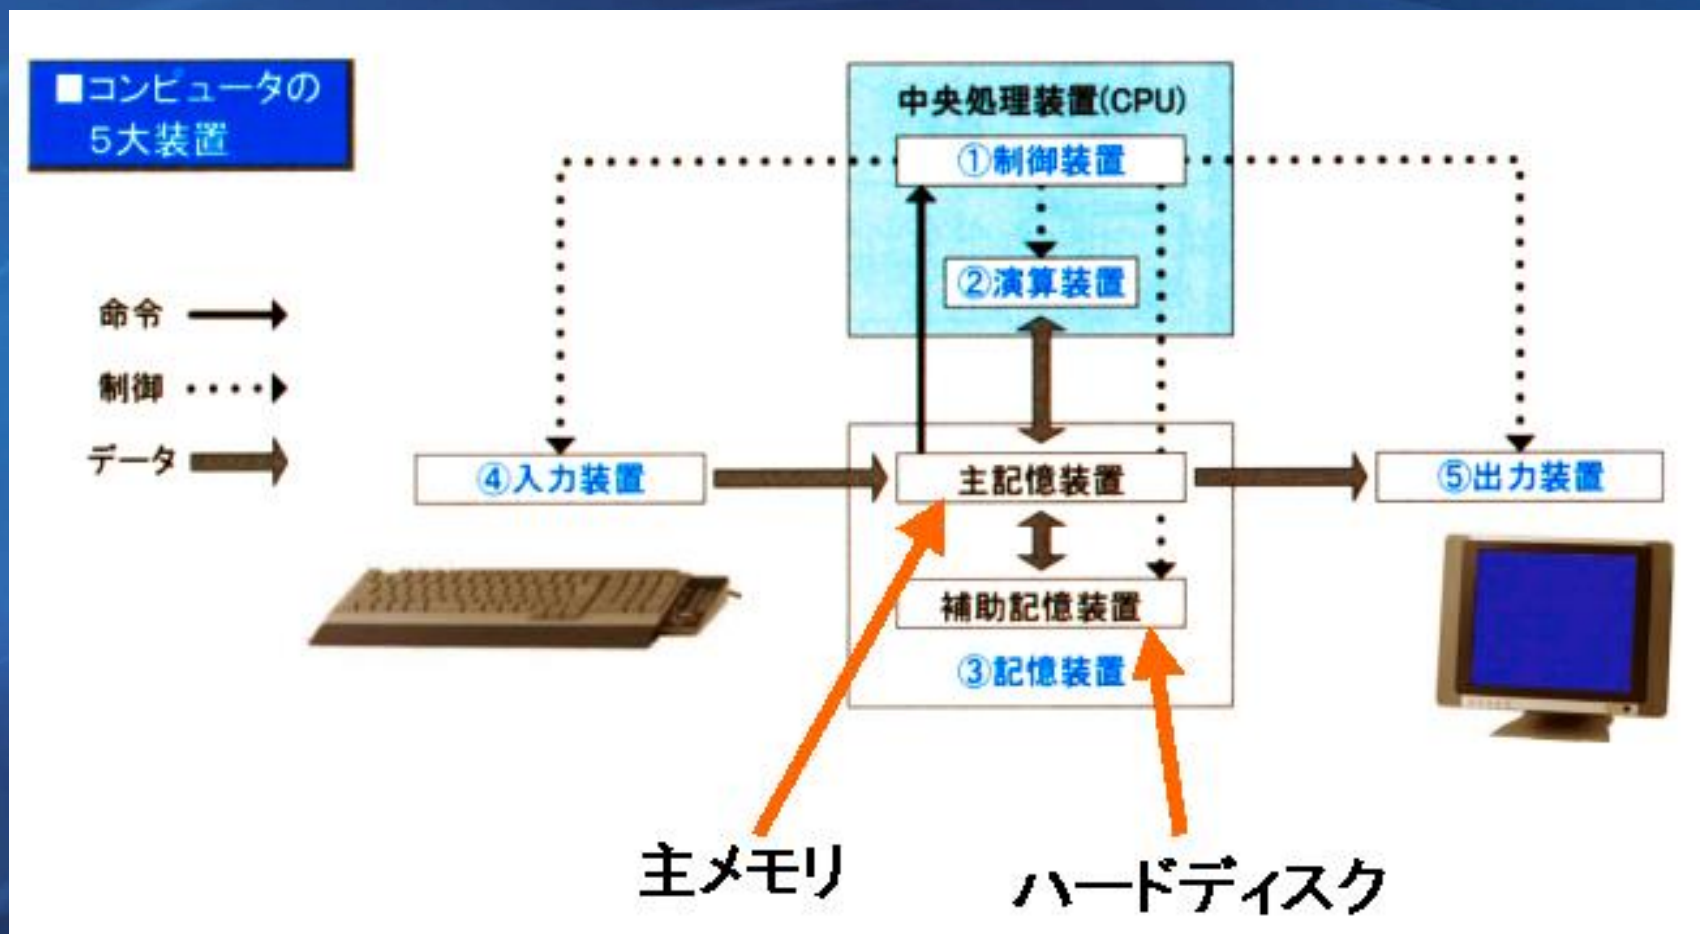 ■コンピュータの
5大装置
中央処理装置(CPU)
①制御装置
②演算装置
命令
制御
データ
④入力装置
主記憶装置
⑤出力装置
補助記憶装置
③記憶装置
主メモリ
ハードディスク